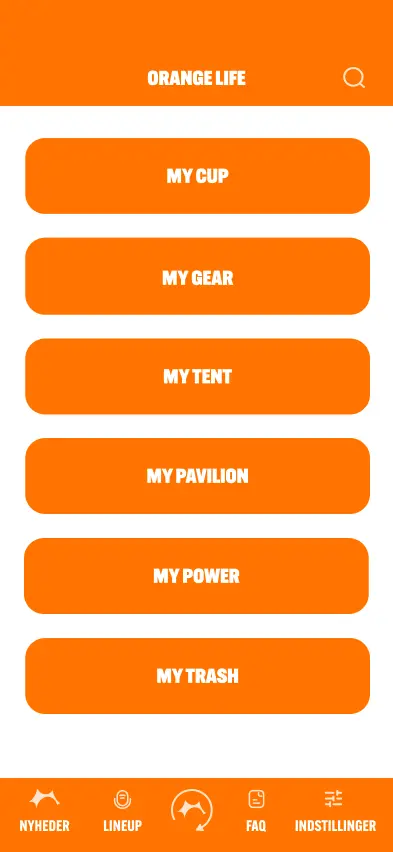 ORANGE LIFE
MY CUP
MY GEAR
MY TENT
MY PAVILION
MY POWER
MY TRASH
NYHEDER
LINEUP
FAQ
INDSTILLINGER